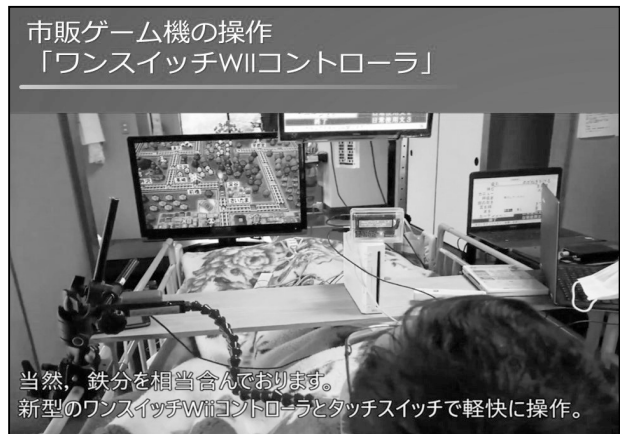 市販ゲーム機の操作
「ワンスイッチWIIコントローラ」
当然，鉄分を相当含んでおります。
新型のワンスイッチWiiコントローラとタッチスイッチで軽快に操作。